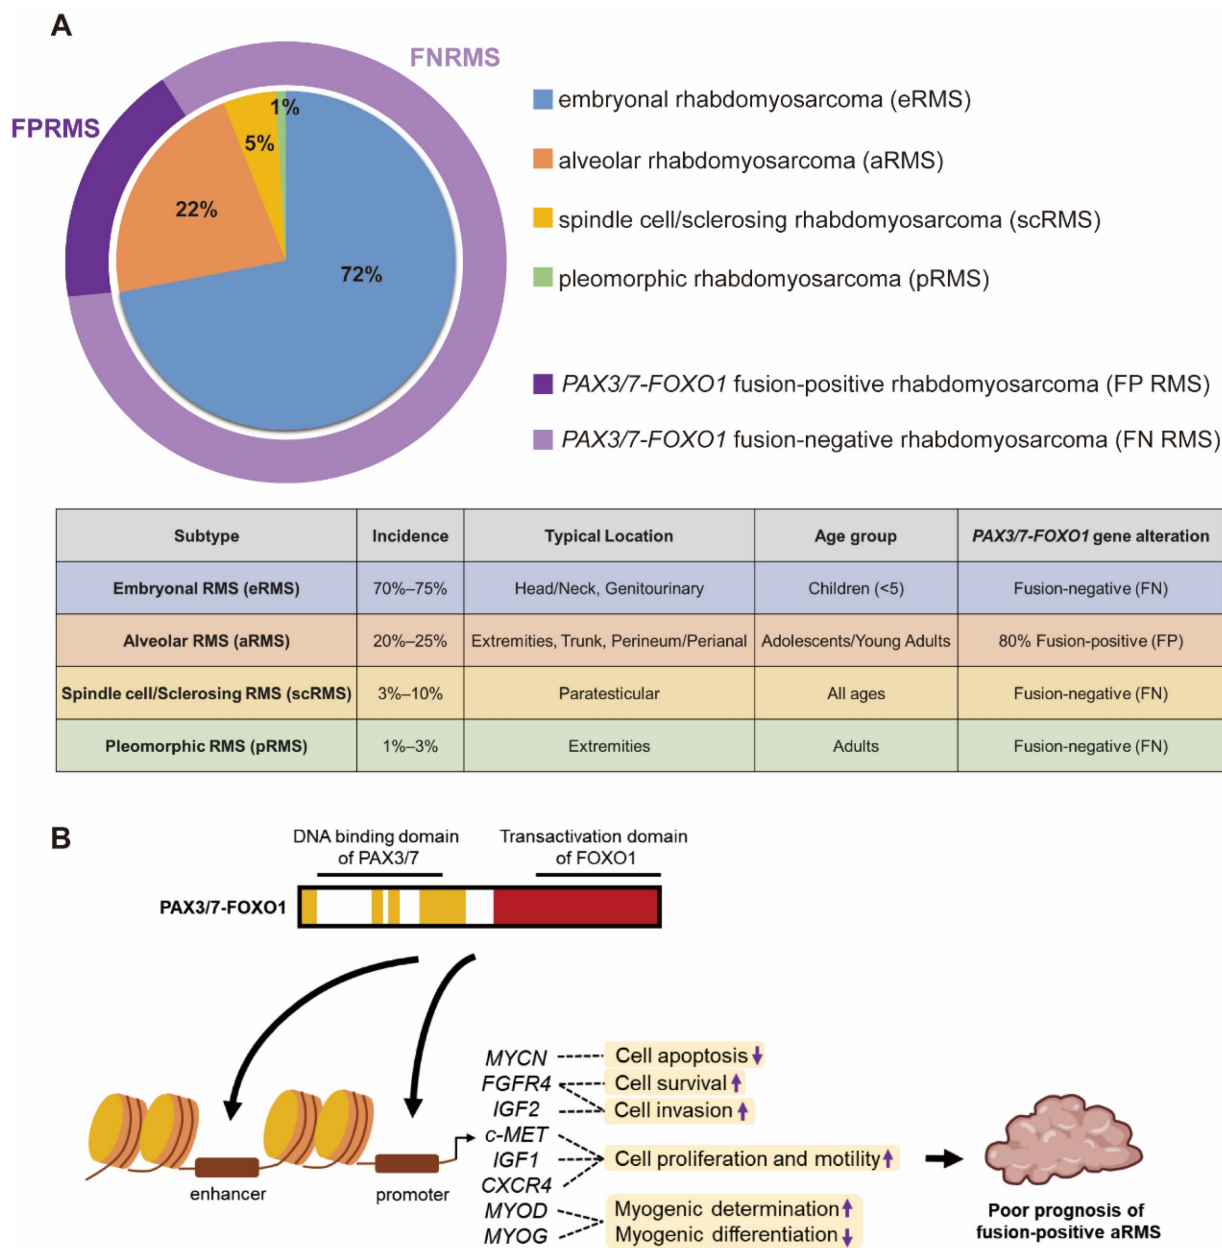 A
FNRMS
FPRMS
1%
5%
22%
72%
embryonal rhabdomyosarcoma (eRMS)
alveolar rhabdomyosarcoma (aRMS)
spindle cell/sclerosing rhabdomyosarcoma (scRMS)
pleomorphic rhabdomyosarcoma (pRMS)
PAX3/7-FOXO1 fusion-positive rhabdomyosarcoma (FP RMS)
PAX3/7-FOXO1 fusion-negative rhabdomyosarcoma (FN RMS)
Subtype Incidence Typical Location Age group PAX3/7-FOXO1 gene alteration
Embryonal RMS (eRMS) 70%–75% Head/Neck, Genitourinary Children (<5) Fusion-negative (FN)
Alveolar RMS (aRMS) 20%–25% Extremities, Trunk, Perineum/Perianal Adolescents/Young Adults 80% Fusion-positive (FP)
Spindle cell/Sclerosing RMS (scRMS) 3%–10% Paratesticular All ages Fusion-negative (FN)
Pleomorphic RMS (pRMS) 1%–3% Extremities Adults Fusion-negative (FN)
B
DNA binding domain
of PAX3/7
Transactivation domain
of FOXO1
PAX3/7-FOXO1
enhancer
promoter
MYCN
FGFR4
IGF2
c-MET
IGF1
CXCR4
MYOD
MYOG
Cell apoptosis
Cell survival
Cell invasion
Cell proliferation and motility
Myogenic determination
Myogenic differentiation
Poor prognosis of
fusion-positive aRMS